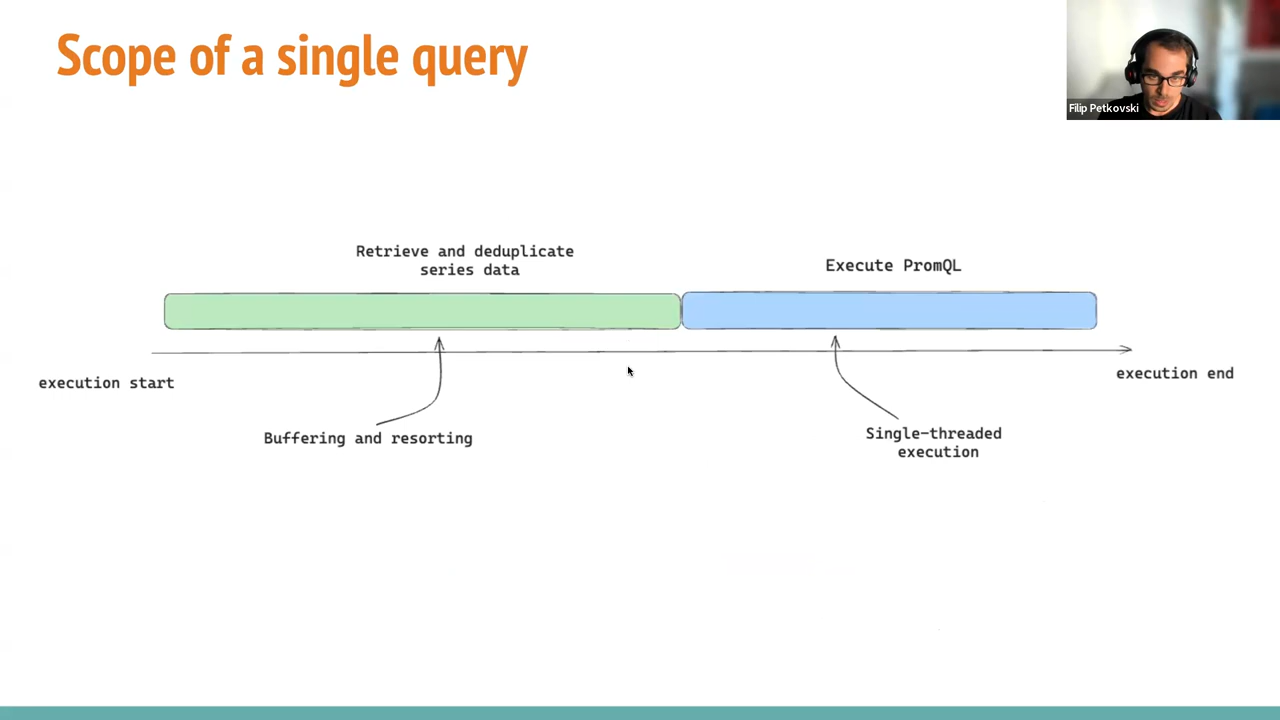 Scope of a single query
Filip Petkovski
Retrieve and deduplicate
series data
Execute PromQL
execution start
execution end
Buffering and resorting
Single-threaded
execution